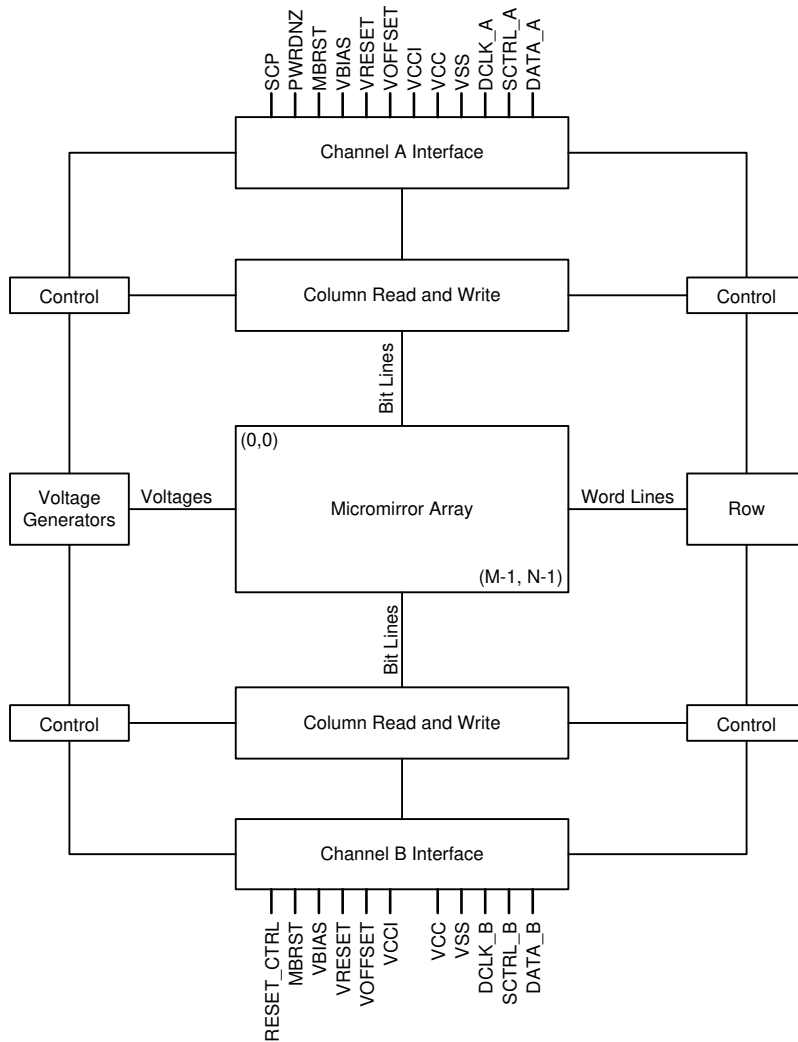 SCP
PWRDNZ
MBRST
VBIAS
VRESET
VOFFSET
VCCI
VCC
VSS
DCLK_A
SCTRL_A
DATA_A
Channel A Interface
Control
Column Read and Write
Control
Bit Lines
(0,0)
Voltage
Generators
Voltages
Micromirror Array
Word Lines
Row
(M-1, N-1)
Bit Lines
Control
Column Read and Write
Control
Channel B Interface
RESET_CTRL
MBRST
VBIAS
VRESET
VOFFSET
VCCI
VCC
VSS
DCLK_B
SCTRL_B
DATA_B